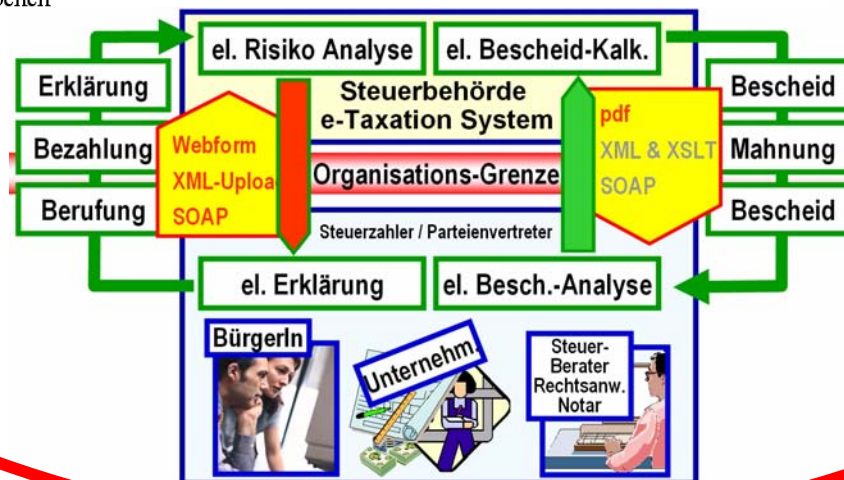 el. Risiko Analyse
el. Bescheid-Kalk.
Erklärung
Bezahlung
Berufung
Webform
XML-Uploa
SOAP
Steuerbehörde
e-Taxation System
Organisations-Grenze
Steuerzahler / Parteienvertreter
pdf
XML & XSLT
SOAP
Bescheid
Mahnung
Bescheid
el. Erklärung
el. Besch.-Analyse
BürgerIn
Unternehm.
Steuer-
Berater
Rechtsanw.
Notar